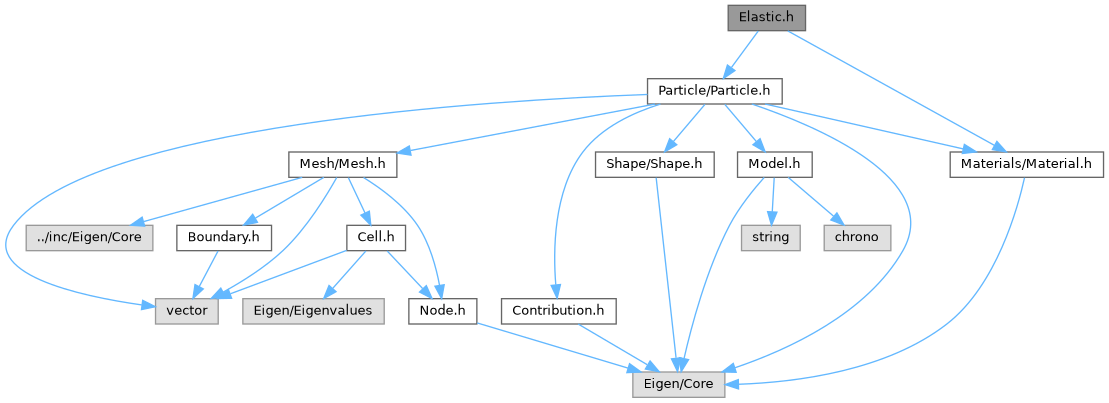 Elastic.h
Particle/Particle.h
Mesh/Mesh.h
Shape/Shape.h
Model.h
Materials/Material.h
../inc/Eigen/Core
Boundary.h
Cell.h
string
chrono
vector
Eigen/Eigenvalues
Node.h
Contribution.h
Eigen/Core